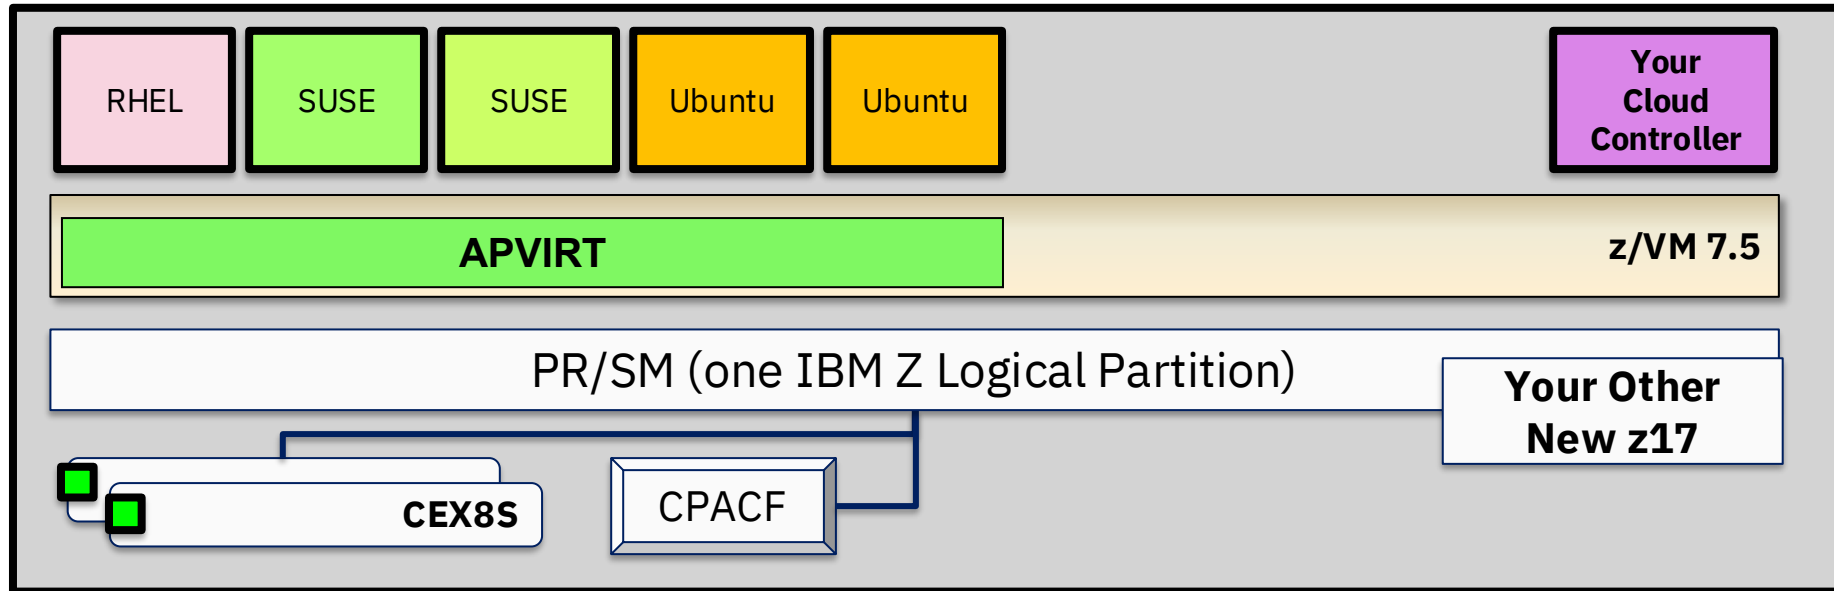 RHEL
SUSE
SUSE
Ubuntu
Ubuntu
Your
Cloud
Controller
APVIRT
z/VM 7.5
PR/SM (one IBM Z Logical Partition)
Your Other
New z17
CEX8S
CPACF